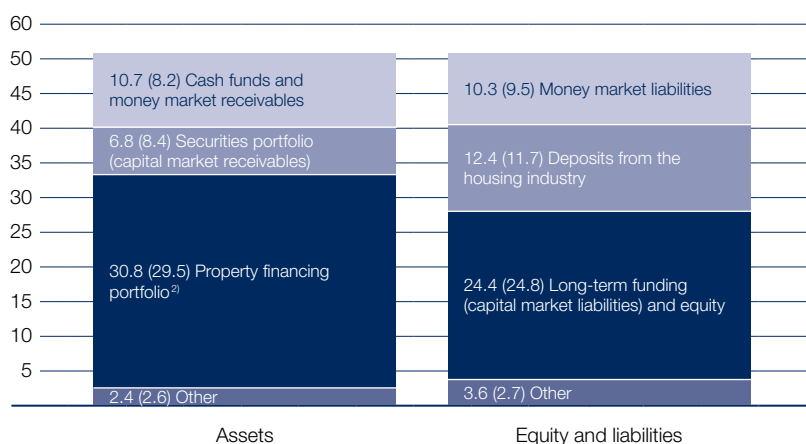 60
50
45
40
35
30
25
20
15
10
5
10.7 (8.2) Cash funds and
money market receivables
6.8 (8.4) Securities portfolio
(capital market receivables)
30.8 (29.5) Property financing
portfolio 2)
2.4 (2.6) Other
10.3 (9.5) Money market liabilities
12.4 (11.7) Deposits from the
housing industry
24.4 (24.8) Long-term funding
(capital market liabilities) and equity
3.6 (2.7) Other
Assets
Equity and liabilities